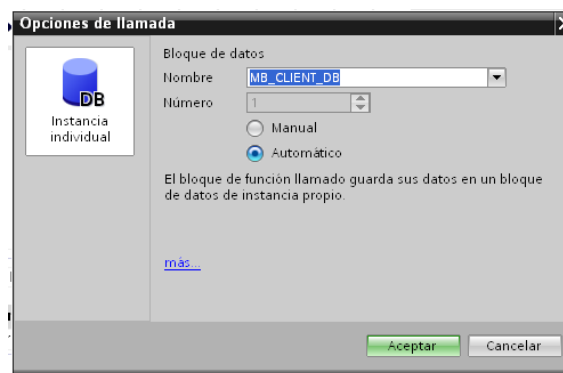 Opciones de llamada
DB
Instancia
individual
Bloque de datos
Nombre
MB_CLIENT_DB
Número
1
Manual
Automático
El bloque de función llamado guarda sus datos en un bloque
de datos de instancia propio.
más...
Aceptar
Cancelar